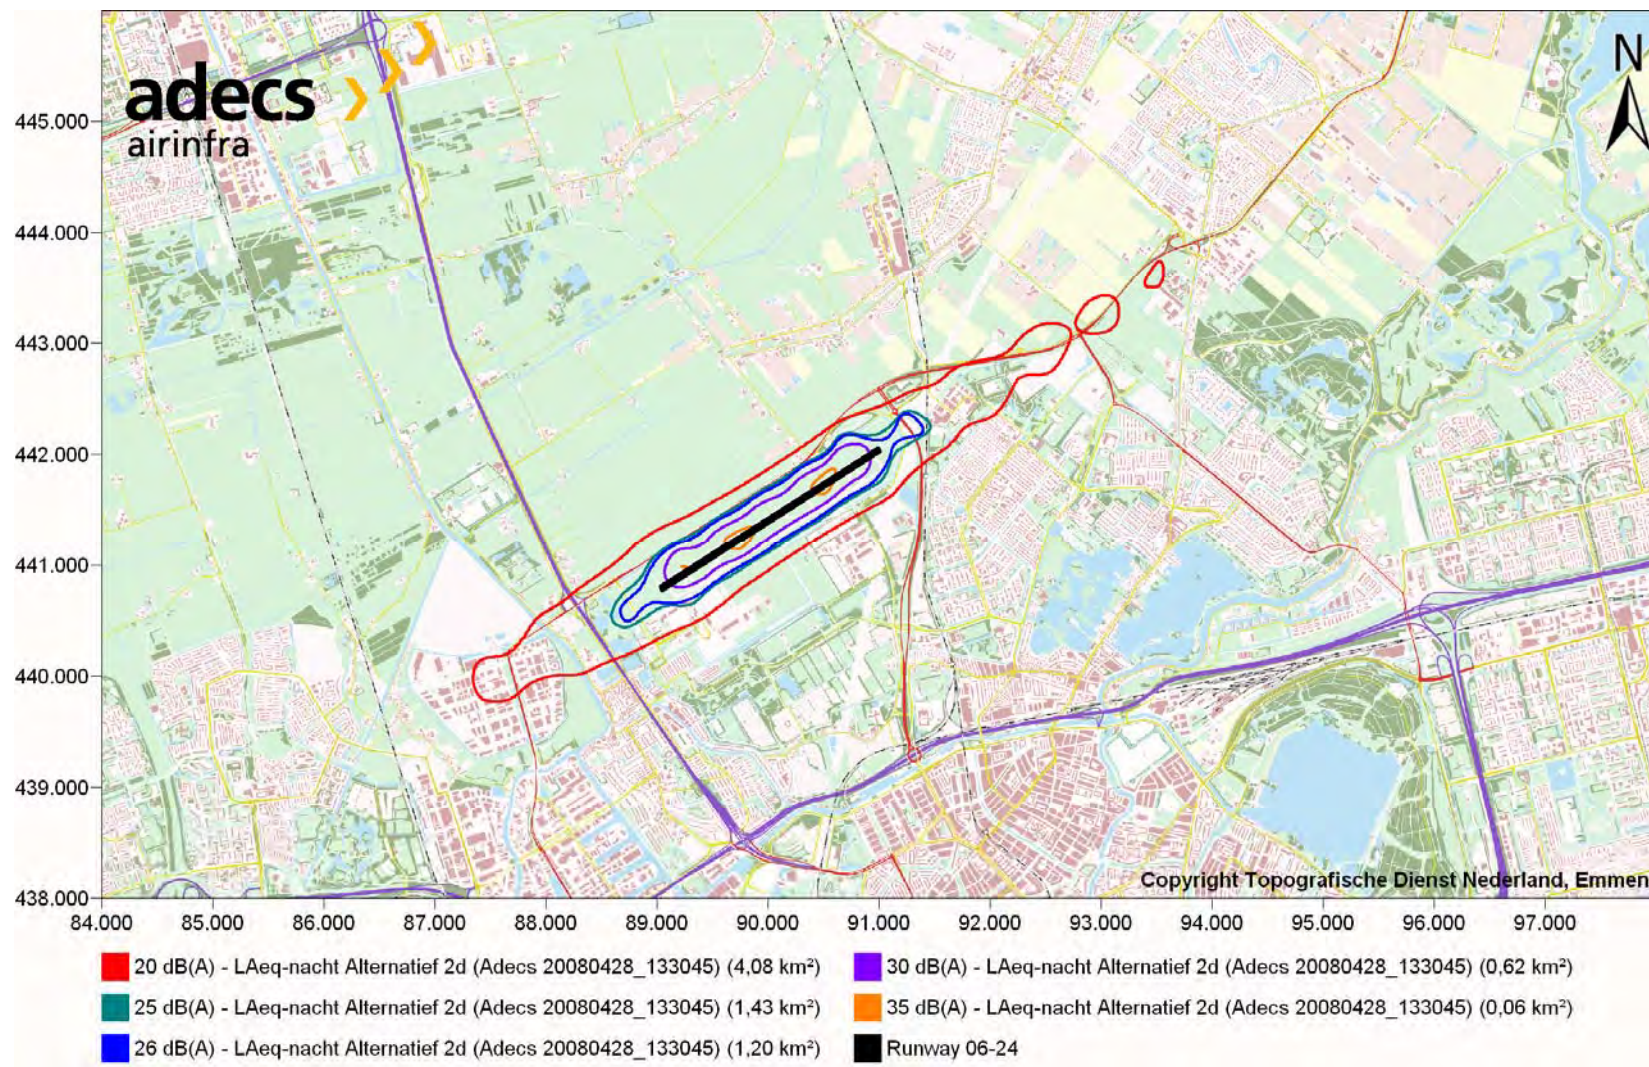 adecs
airinfra
N
445.000
444.000
443.000
442.000
441.000
440.000
439.000
438.000
Copyright Topografische Dienst Nederland, Emmen
84.000 85.000 86.000 87.000 88.000 89.000 90.000 91.000 92.000 93.000 94.000 95.000 96.000 97.000
20 dB(A) - LAeq-nacht Alternatief 2d (Adecs 20080428_133045) (4,08 km²)
30 dB(A) - LAeq-nacht Alternatief 2d (Adecs 20080428_133045) (0,62 km²)
25 dB(A) - LAeq-nacht Alternatief 2d (Adecs 20080428_133045) (1,43 km²)
35 dB(A) - LAeq-nacht Alternatief 2d (Adecs 20080428_133045) (0,06 km²)
26 dB(A) - LAeq-nacht Alternatief 2d (Adecs 20080428_133045) (1,20 km²)
Runway 06-24